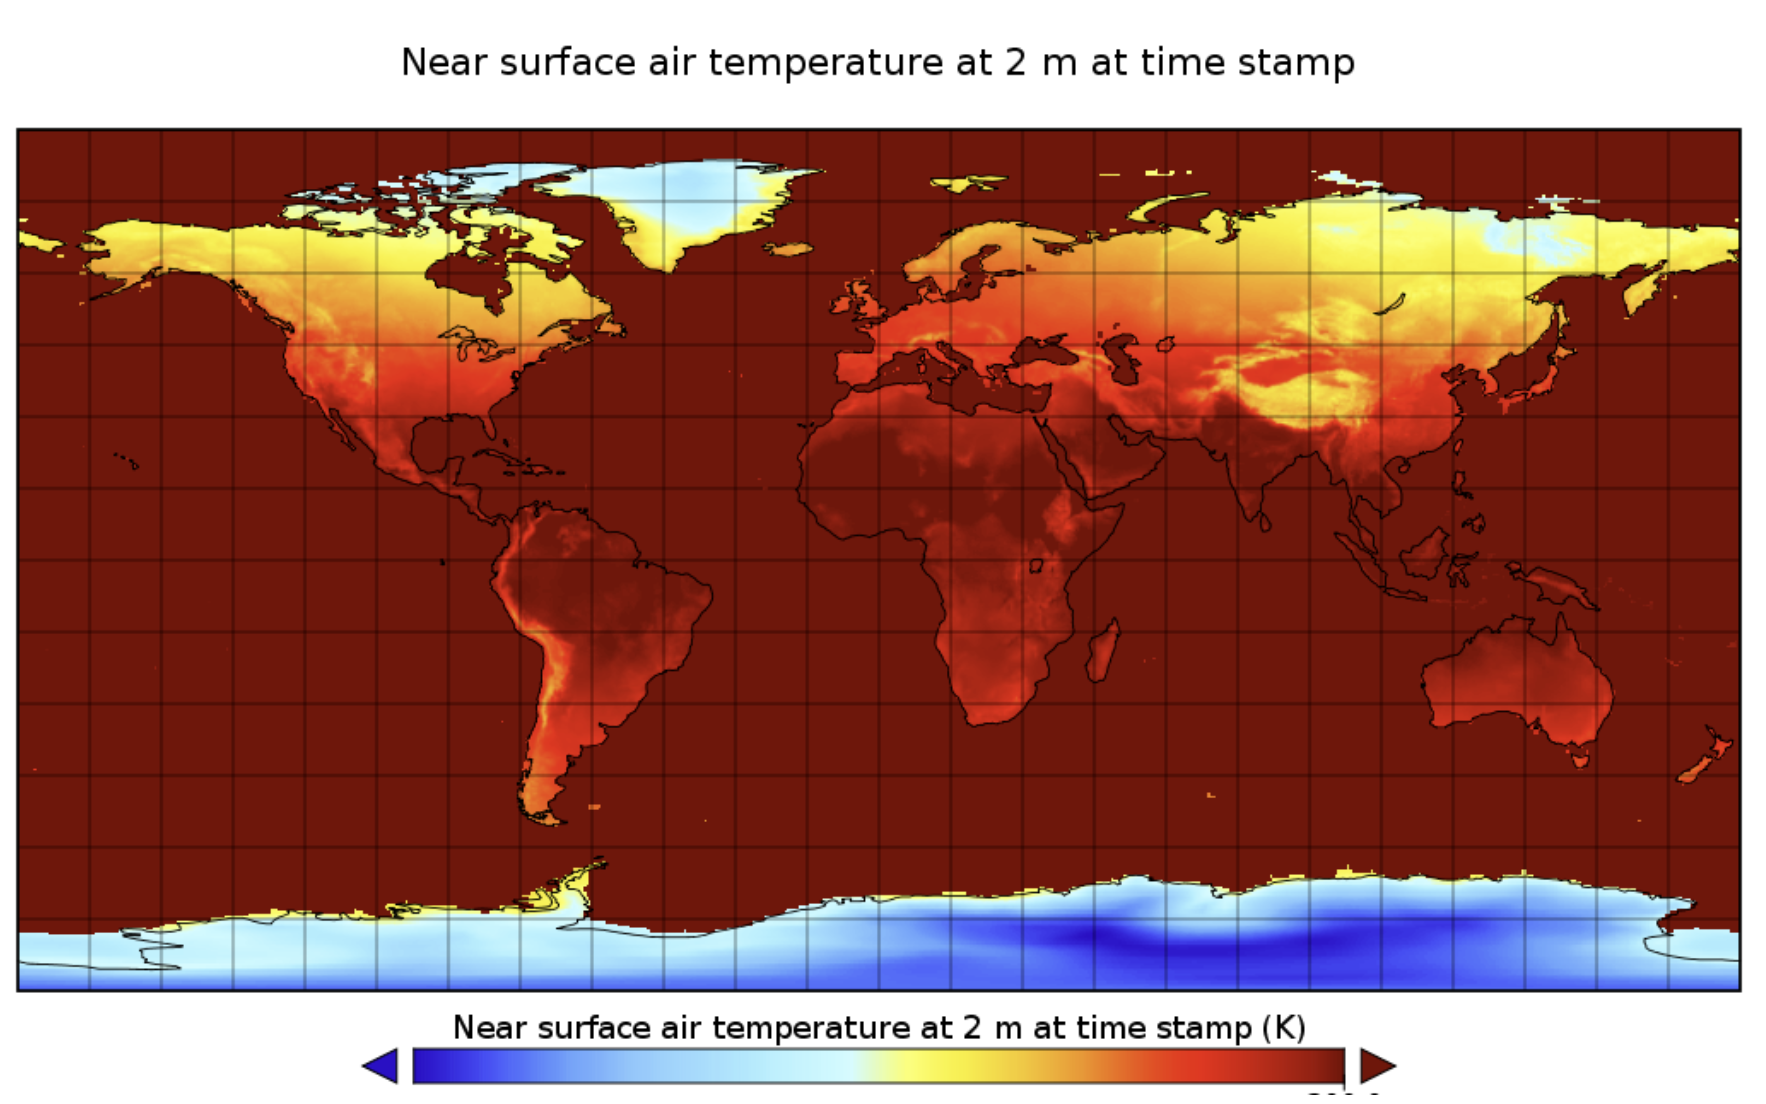 Near surface air temperature at 2 m at time stamp
Near surface air temperature at 2 m at time stamp (K)